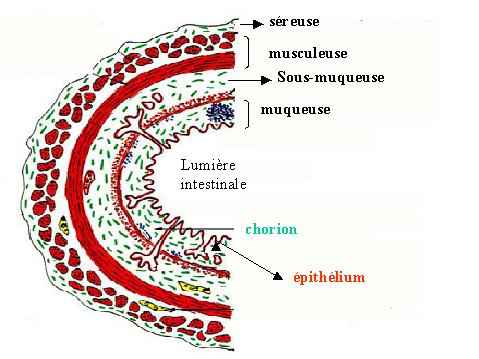 séreuse
musculeuse
Sous-muqueuse
muqueuse
Lumière
intestinale
chorion
épithélium